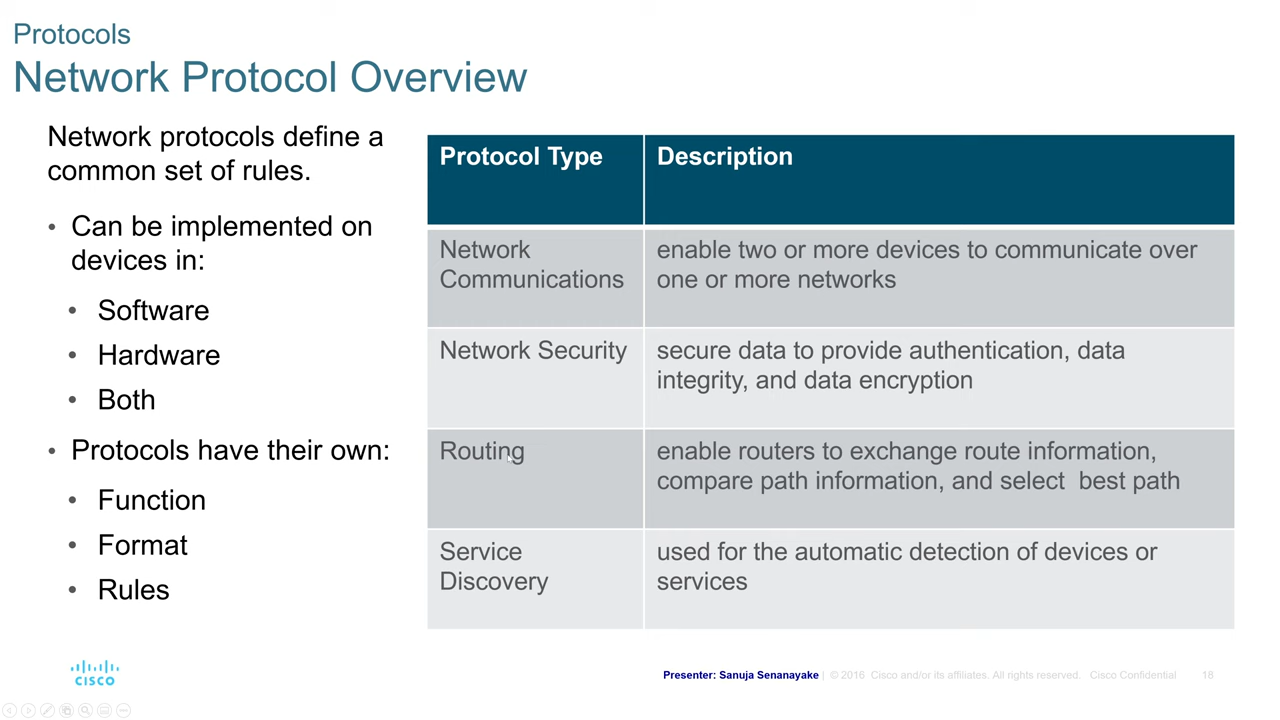 Protocols
Network Protocol Overview
Network protocols define a
common set of rules.
• Can be implemented on
devices in:
• Software
• Hardware
• Both
• Protocols have their own:
• Function
• Format
• Rules
Protocol Type
Description
Network
Communications
enable two or more devices to communicate over
one or more networks
Network Security
secure data to provide authentication, data
integrity, and data encryption
Routing
enable routers to exchange route information,
compare path information, and select  best path
Service
Discovery
used for the automatic detection of devices or
services
CISCO
Presenter: Sanuja Senanayake | © 2016 Cisco and/or its affiliates. All rights reserved. Cisco Confidential 18